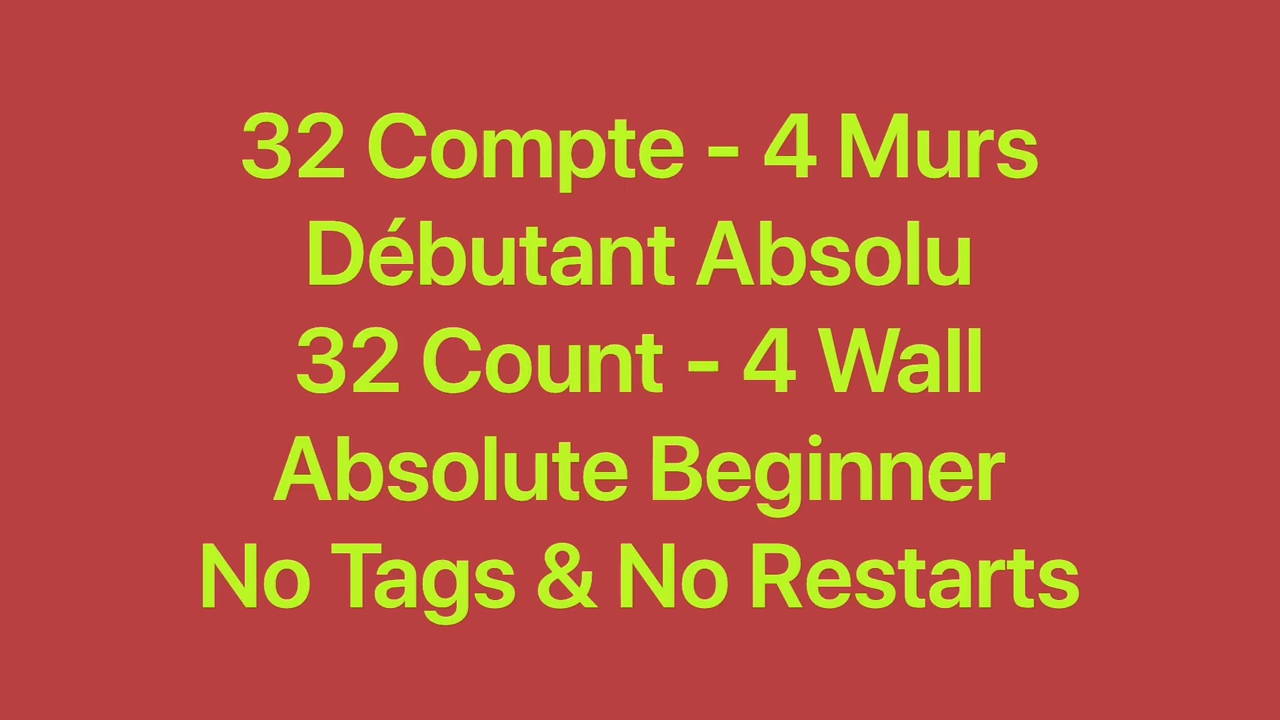 32 Compte - 4 Murs
Débutant Absolu
32 Count - 4 Wall
Absolute Beginner
No Tags & No Restarts